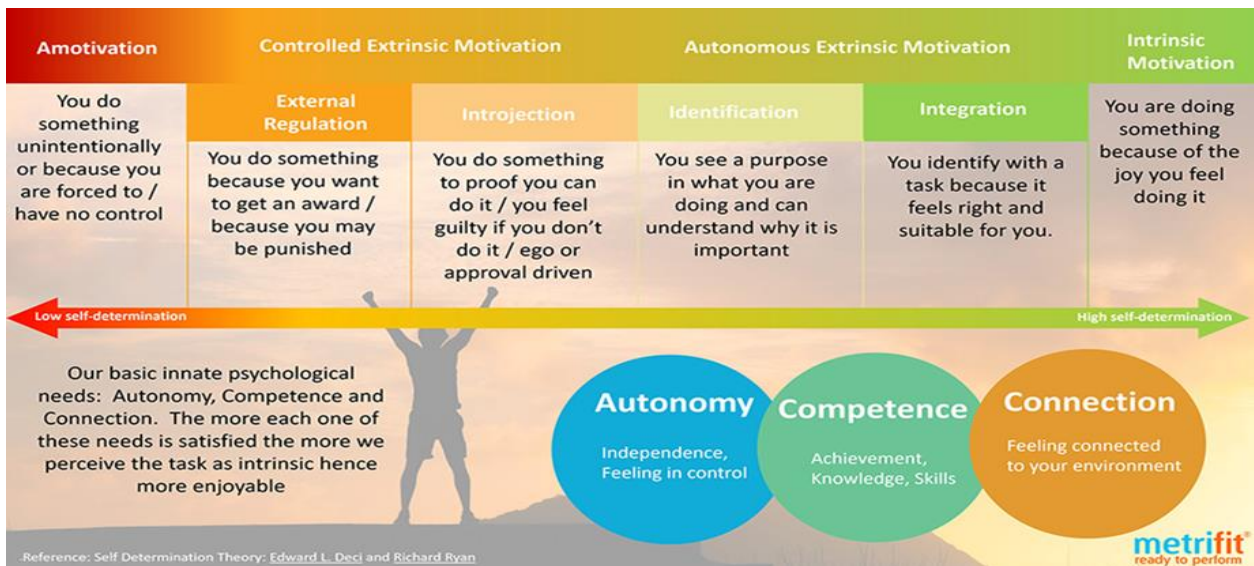 Amotivation
Controlled Extrinsic Motivation
Autonomous Extrinsic Motivation
Intrinsic
Motivation
You do
something
unintentionally
or because you
are forced to /
have no control
External
Regulation
You do something
because you want
to get an award /
because you may
be punished
Introjection
You do something
to proof you can
do it / you feel
guilty if you don't
do it / ego or
approval driven
Identification
You see a purpose
in what you are
doing and can
understand why it is
important
Integration
You identify with a
task because it
feels right and
suitable for you.
You are doing
something
because of the
joy you feel
doing it
Low self-determination
High self-determination
Our basic innate psychological
needs: Autonomy, Competence and
Connection. The more each one of
these needs is satisfied the more we
perceive the task as intrinsic hence
more enjoyable
Autonomy
Independence,
Feeling in control
Competence
Achievement,
Knowledge, Skills
Connection
Feeling connected
to your environment
.Reference: Self Determination Theory: Edward L. Deci and Richard Ryan
metrifit®
ready to perform